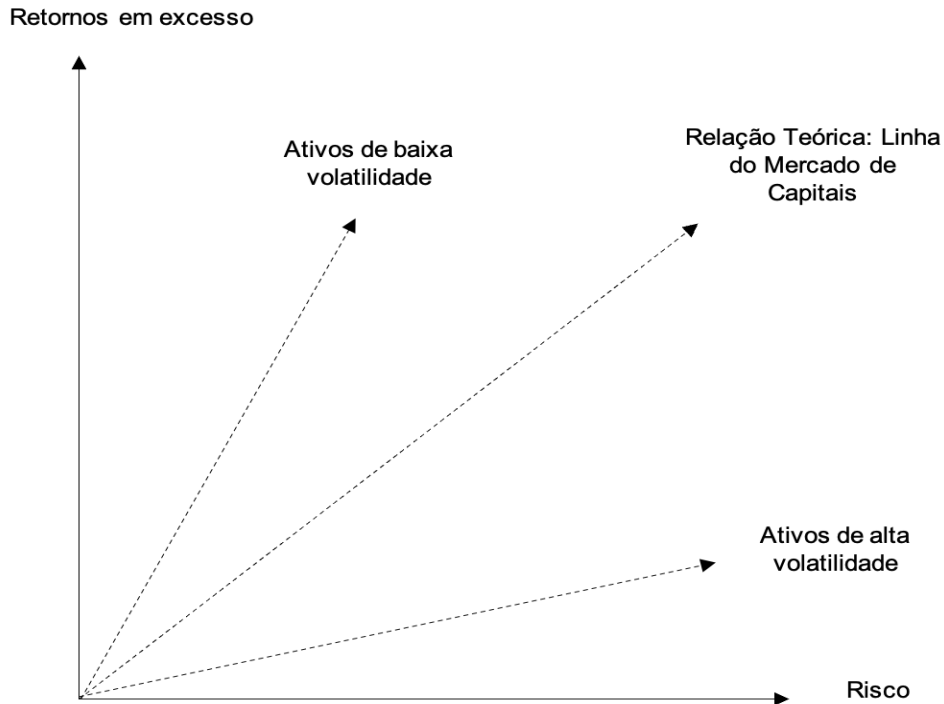 Retornos em excesso
Ativos de baixa
volatilidade
Relação Teórica: Linha
do Mercado de
Capitais
Ativos de alta
volatilidade
Risco